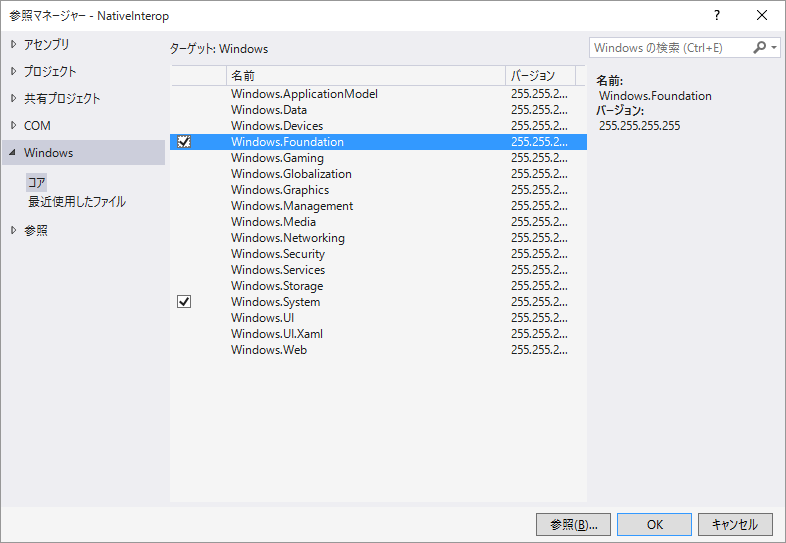 参照マネージャー - NativeInterop
?
アセンブリ
プロジェクト
共有プロジェクト
COM
Windows
コア
最近使用したファイル
参照
ターゲット: Windows
名前 バージョン
Windows.ApplicationModel 255.255.2...
Windows.Data 255.255.2...
Windows.Devices 255.255.2...
Windows.Foundation 255.255.2...
Windows.Gaming 255.255.2...
Windows.Globalization 255.255.2...
Windows.Graphics 255.255.2...
Windows.Management 255.255.2...
Windows.Media 255.255.2...
Windows.Networking 255.255.2...
Windows.Security 255.255.2...
Windows.Services 255.255.2...
Windows.Storage 255.255.2...
Windows.System 255.255.2...
Windows.UI 255.255.2...
Windows.UI.Xaml 255.255.2...
Windows.Web 255.255.2...
Windows の検索 (Ctrl+E)
名前:
Windows.Foundation
バージョン:
255.255.255.255
参照(B)... OK キャンセル